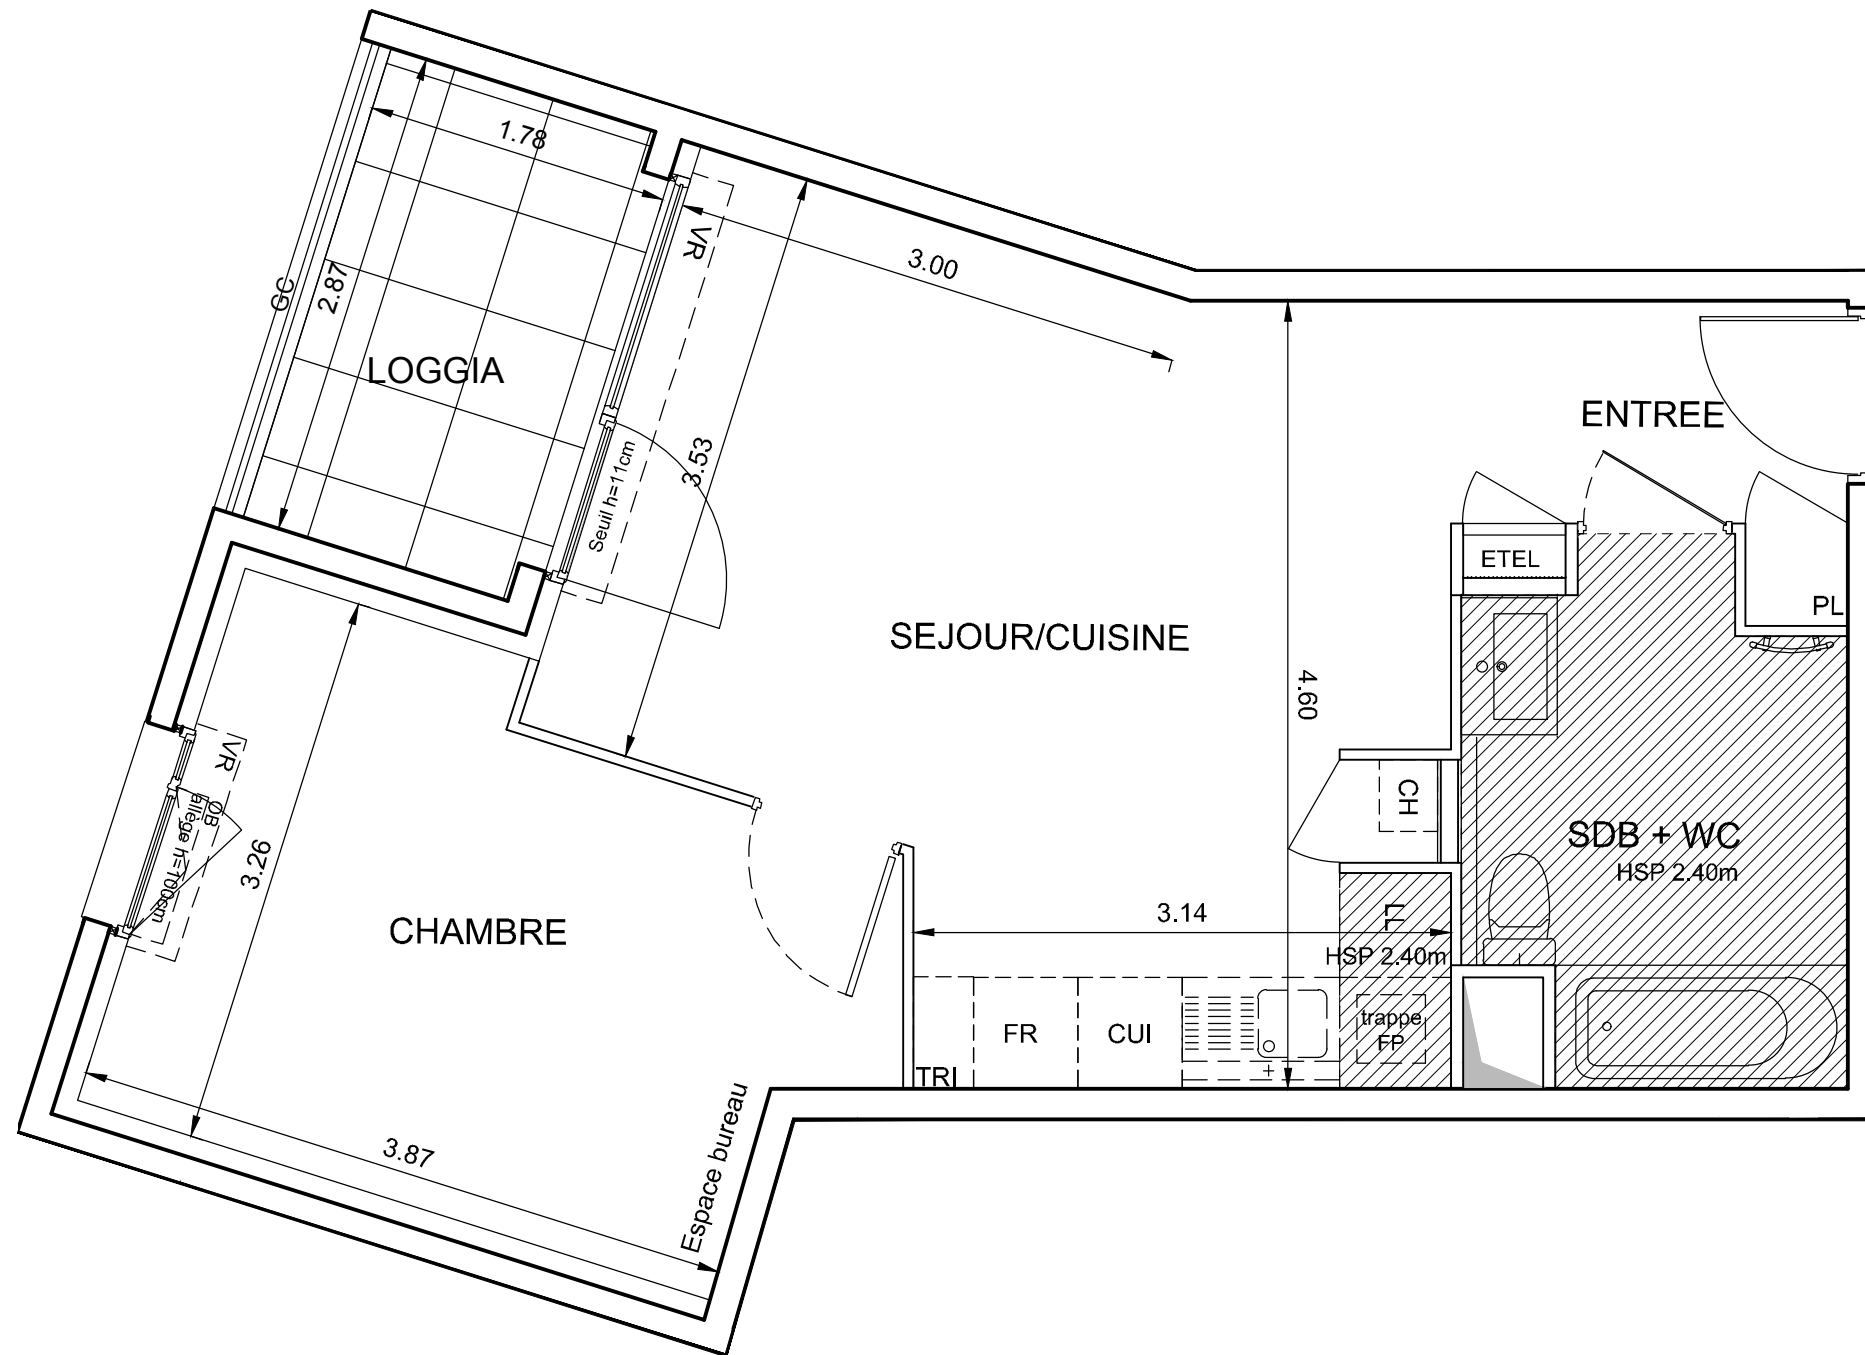 1.78
VR
3.00
GC
2.87
LOGGIA
ENTREE
3.53
Seuil h=11cm
ETEL
PL
SEJOUR/CUISINE
4.60
VR
OB
allège h=100cm
CH
3.26
SDB + WC
HSP 2.40m
CHAMBRE
3.14
LL
HSP 2.40m
FR
CUI
trappe
FP
TRI
Espace bureau
3.87